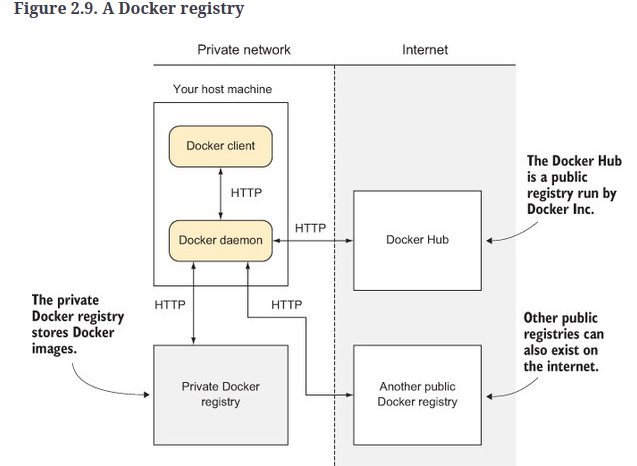 Figure 2.9. A Docker registry
Private network
Internet
Your host machine
Docker client
HTTP
Docker daemon
HTTP
Docker Hub
The Docker Hub
is a public
registry run by
Docker Inc.
The private
Docker registry
stores Docker
images.
HTTP
HTTP
Other public
registries can
also exist on
the internet.
Private Docker
registry
Another public
Docker registry